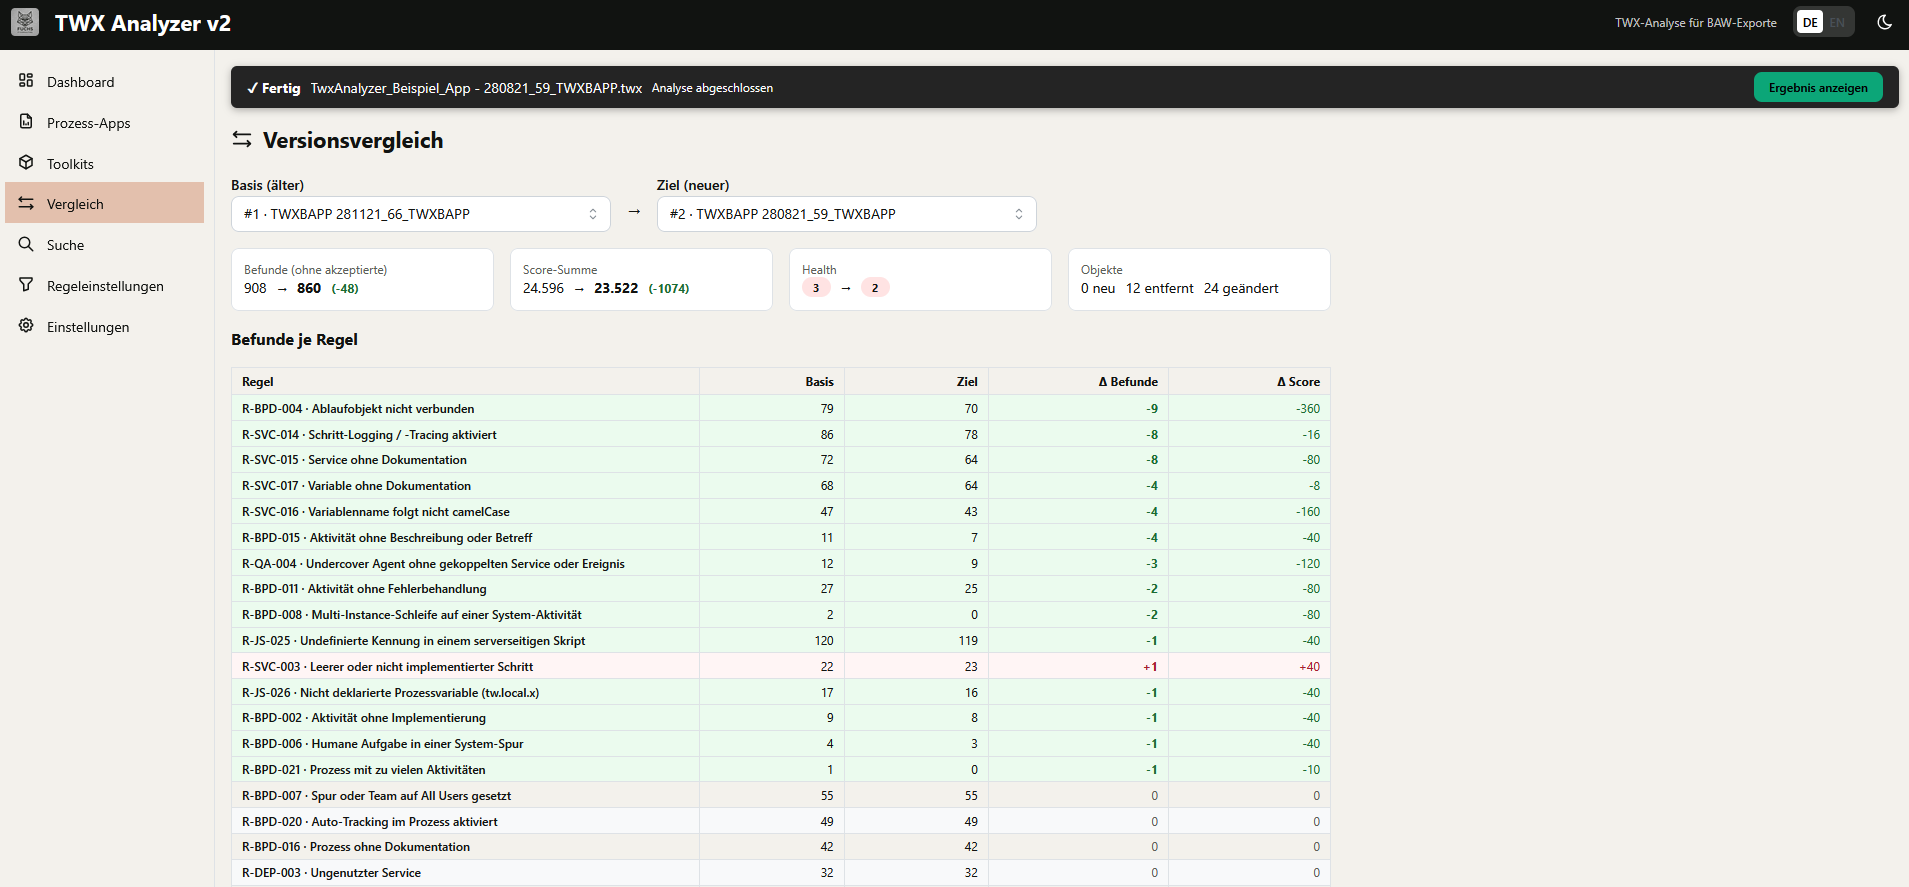 TWX Analyzer v2
TWX-Analyse für BAW-Exporte
DE EN
Dashboard
Prozess-Apps
Toolkits
Vergleich
Suche
Regeleinstellungen
Einstellungen
✓ Fertig TwxAnalyzer_Beispiel_App - 280821_59_TWXBAPP.twx Analyse abgeschlossen
Ergebnis anzeigen
Versionsvergleich
Basis (älter)
#1 · TWXBAPP 281121_66_TWXBAPP
→
Ziel (neuer)
#2 · TWXBAPP 280821_59_TWXBAPP
Befunde (ohne akzeptierte)
908 → 860 (-48)
Score-Summe
24.596 → 23.522 (-1074)
Health
3 → 2
Objekte
0 neu 12 entfernt 24 geändert
Befunde je Regel
Regel Basis Ziel Δ Befunde Δ Score
R-BPD-004 · Ablaufobjekt nicht verbunden 79 70 -9 -360
R-SVC-014 · Schritt-Logging / -Tracing aktiviert 86 78 -8 -16
R-SVC-015 · Service ohne Dokumentation 72 64 -8 -80
R-SVC-017 · Variable ohne Dokumentation 68 64 -4 -8
R-SVC-016 · Variablenname folgt nicht camelCase 47 43 -4 -160
R-BPD-015 · Aktivität ohne Beschreibung oder Betreff 11 7 -4 -40
R-QA-004 · Undercover Agent ohne gekoppelten Service oder Ereignis 12 9 -3 -120
R-BPD-011 · Aktivität ohne Fehlerbehandlung 27 25 -2 -80
R-BPD-008 · Multi-Instance-Schleife auf einer System-Aktivität 2 0 -2 -80
R-JS-025 · Undefinierte Kennung in einem serverseitigen Skript 120 119 -1 -40
R-SVC-003 · Leerer oder nicht implementierter Schritt 22 23 +1 +40
R-JS-026 · Nicht deklarierte Prozessvariable (tw.local.x) 17 16 -1 -40
R-BPD-002 · Aktivität ohne Implementierung 9 8 -1 -40
R-BPD-006 · Humane Aufgabe in einer System-Spur 4 3 -1 -40
R-BPD-021 · Prozess mit zu vielen Aktivitäten 1 0 -1 -10
R-BPD-007 · Spur oder Team auf All Users gesetzt 55 55 0 0
R-BPD-020 · Auto-Tracking im Prozess aktiviert 49 49 0 0
R-BPD-016 · Prozess ohne Dokumentation 42 42 0 0
R-DEP-003 · Ungenutzter Service 32 32 0 0